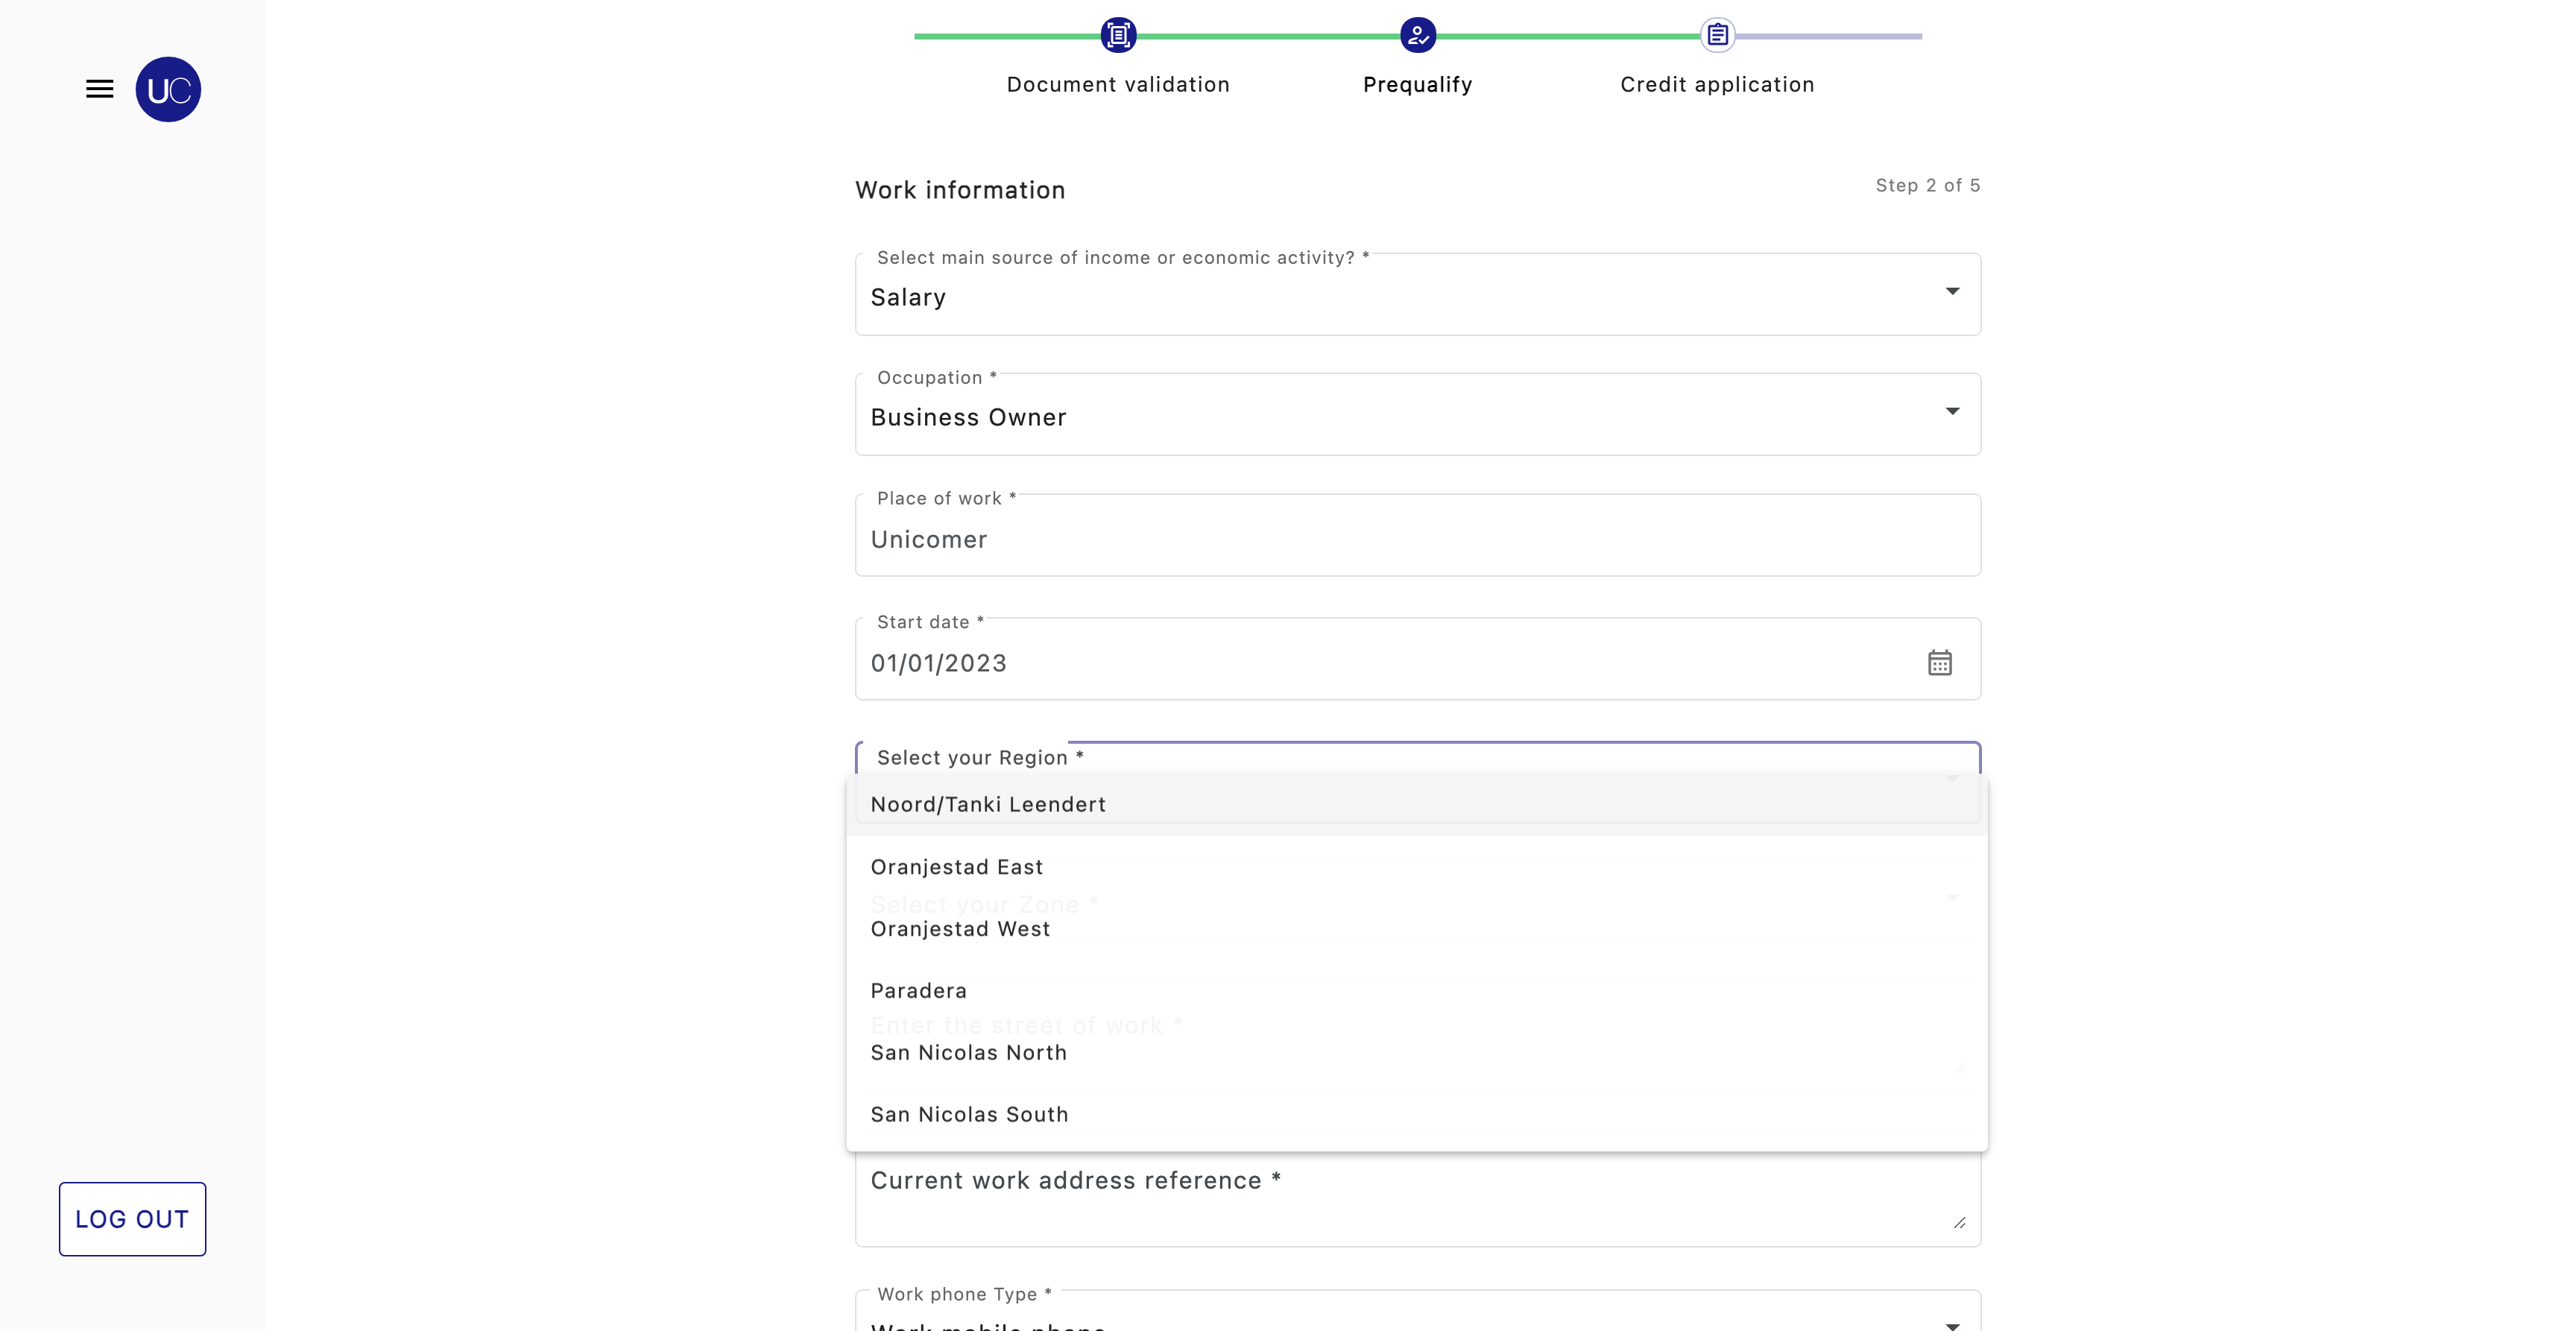 Document validation
Prequalify
Credit application
UC
Work information
Step 2 of 5
Select main source of income or economic activity? *
Salary
Occupation *
Business Owner
Place of work *
Unicomer
Start date *
01/01/2023
Select your Region *
Noord/Tanki Leendert
Oranjestad East
Select your Zone *
Oranjestad West
Paradera
Enter the street of work *
San Nicolas North
San Nicolas South
Current work address reference *
LOG OUT
Work phone Type *
Work mobile phone